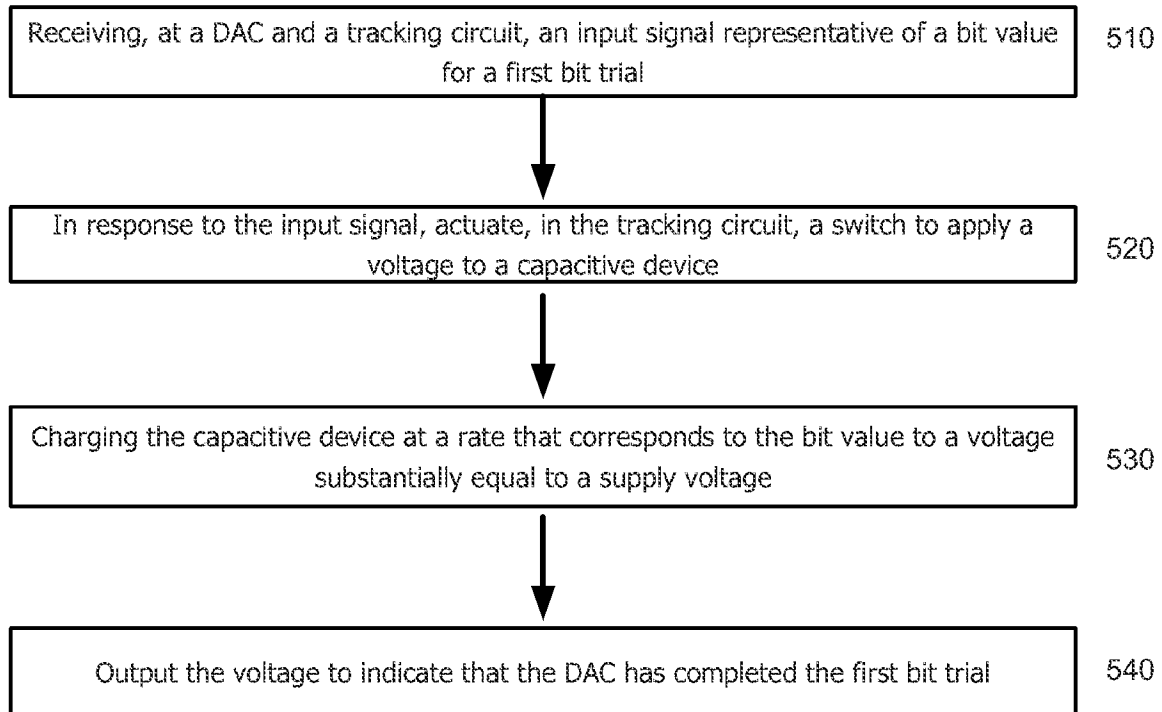 Receiving, at a DAC and a tracking circuit, an input signal representative of a bit value
for a first bit trial
510
In response to the input signal, actuate, in the tracking circuit, a switch to apply a
voltage to a capacitive device
520
Charging the capacitive device at a rate that corresponds to the bit value to a voltage
substantially equal to a supply voltage
530
Output the voltage to indicate that the DAC has completed the first bit trial
540